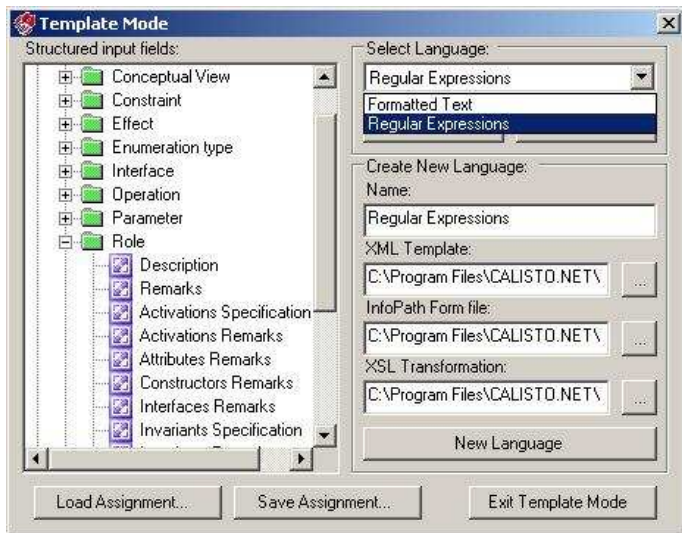 Template Mode
Structured input fields:
Conceptual View
Constraint
Effect
Enumeration type
Interface
Operation
Parameter
Role
Description
Remarks
Activations Specification
Activations Remarks
Attributes Remarks
Constructors Remarks
Interfaces Remarks
Invariants Specification
Select Language:
Regular Expressions
Formatted Text
Regular Expressions
Create New Language:
Name:
Regular Expressions
XML Template:
C:\Program Files\CALISTO.NET\
...
InfoPath Form file:
C:\Program Files\CALISTO.NET\
...
XSL Transformation:
C:\Program Files\CALISTO.NET\
...
New Language
Load Assignment...
Save Assignment...
Exit Template Mode